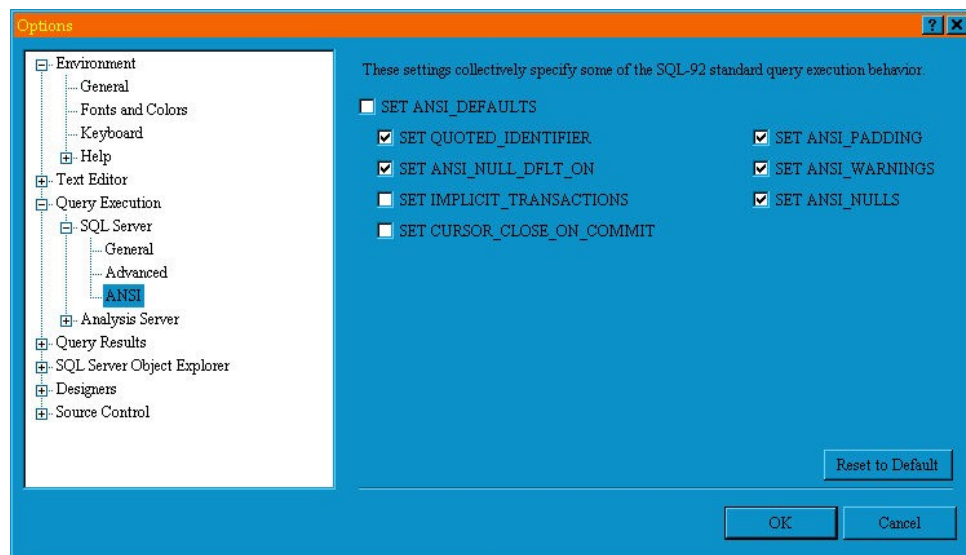 Options
Environment
General
Fonts and Colors
Keyboard
Help
Text Editor
Query Execution
SQL Server
General
Advanced
ANSI
Analysis Server
Query Results
SQL Server Object Explorer
Designers
Source Control
These settings collectively specify some of the SQL-92 standard query execution behavior.
SET ANSI_DEFAULTS
SET QUOTED_IDENTIFIER
SET ANSI_PADDING
SET ANSI_NULL_DFLT_ON
SET ANSI_WARNINGS
SET IMPLICIT_TRANSACTIONS
SET ANSI_NULLS
SET CURSOR_CLOSE_ON_COMMIT
Reset to Default
OK
Cancel